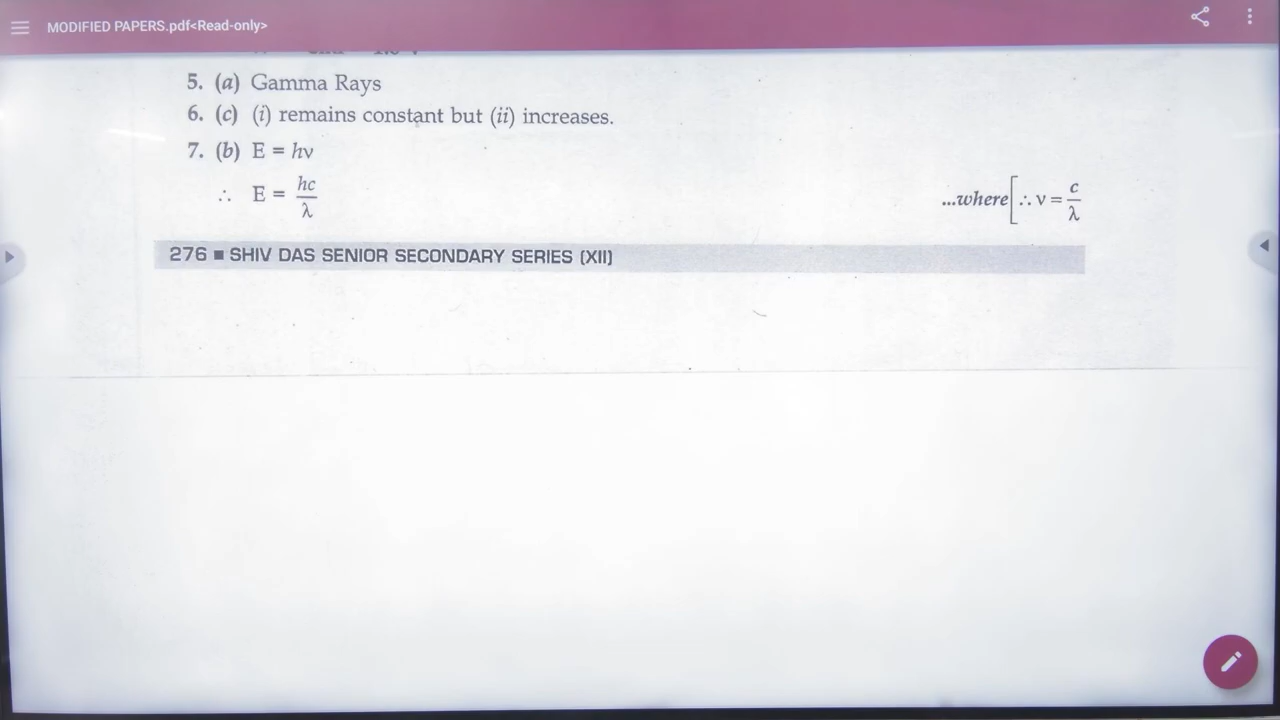 MODIFIED PAPERS.pdf<Read-only>
5. (a) Gamma Rays
6. (c) (i) remains constant but (ii) increases.
7. (b) E = hν
∴ E = hc/λ ...where[∴ ν = c/λ
276 ■ SHIV DAS SENIOR SECONDARY SERIES (XII)